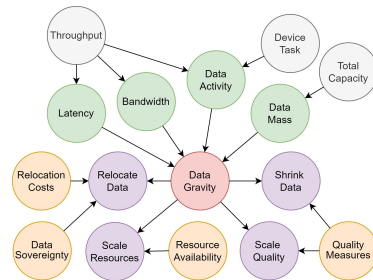 Throughput
Device
Task
Total
Capacity
Data
Activity
Bandwidth
Latency
Data
Mass
Relocation
Costs
Relocate
Data
Data
Gravity
Shrink
Data
Data
Sovereignty
Scale
Resources
Resource
Availability
Scale
Quality
Quality
Measures